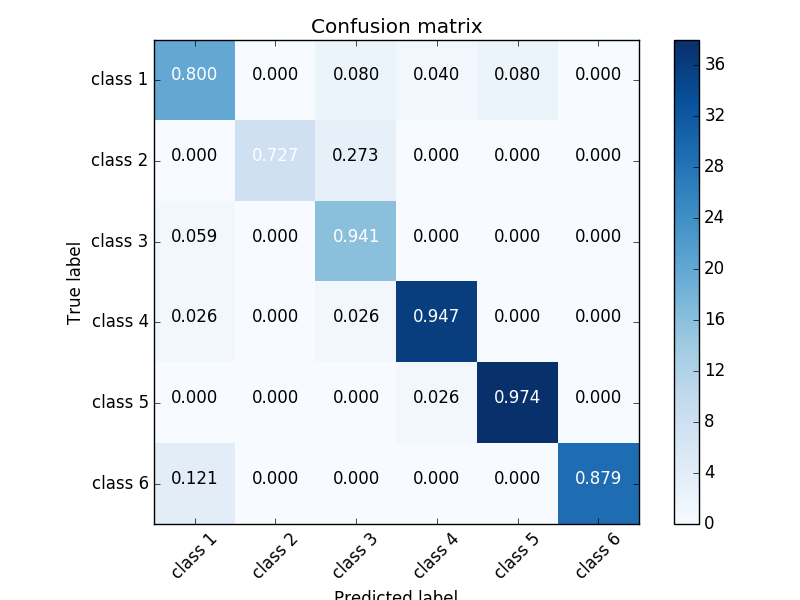 Confusion matrix
True label
class 1 0.800 0.000 0.080 0.040 0.080 0.000
class 2 0.000 0.727 0.273 0.000 0.000 0.000
class 3 0.059 0.000 0.941 0.000 0.000 0.000
class 4 0.026 0.000 0.026 0.947 0.000 0.000
class 5 0.000 0.000 0.000 0.026 0.974 0.000
class 6 0.121 0.000 0.000 0.000 0.000 0.879
class 1 class 2 class 3 class 4 class 5 class 6
Predicted label
36
32
28
24
20
16
12
8
4
0